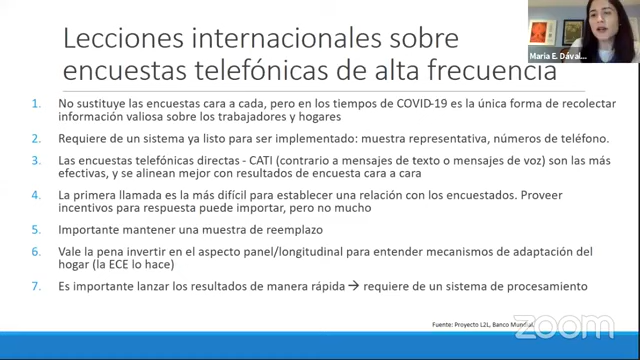 Maria E. Dával...
Lecciones internacionales sobre
encuestas telefónicas de alta frecuencia
1. No sustituye las encuestas cara a cada, pero en los tiempos de COVID-19 es la única forma de recolectar
información valiosa sobre los trabajadores y hogares
2. Requiere de un sistema ya listo para ser implementado: muestra representativa, números de teléfono.
3. Las encuestas telefónicas directas - CATI (contrario a mensajes de texto o mensajes de voz) son las más
efectivas, y se alinean mejor con resultados de encuesta cara a cara
4. La primera llamada es la más difícil para establecer una relación con los encuestados. Proveer
incentivos para respuesta puede importar, pero no mucho
5. Importante mantener una muestra de reemplazo
6. Vale la pena invertir en el aspecto panel/longitudinal para entender mecanismos de adaptación del
hogar (la ECE lo hace)
7. Es importante lanzar los resultados de manera rápida → requiere de un sistema de procesamiento
Fuente: Proyecto L2L, Banco Mundial.
zoom